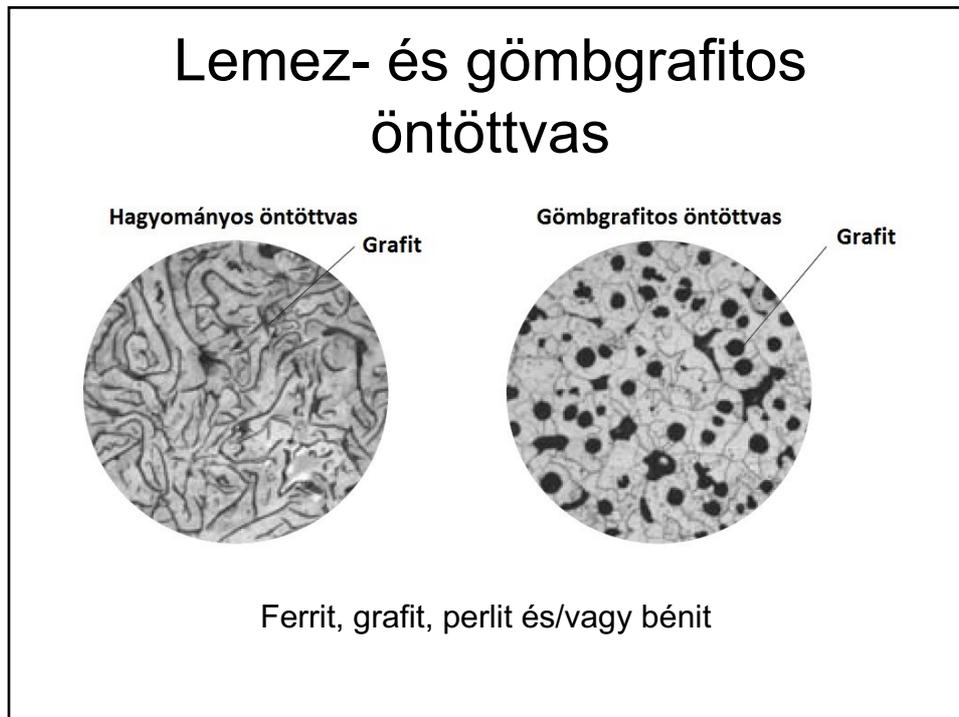 Lemez- és gömbgrafitos
öntöttvas
Hagyományos öntöttvas
Grafit
Gömbgrafitos öntöttvas
Grafit
Ferrit, grafit, perlit és/vagy bénit